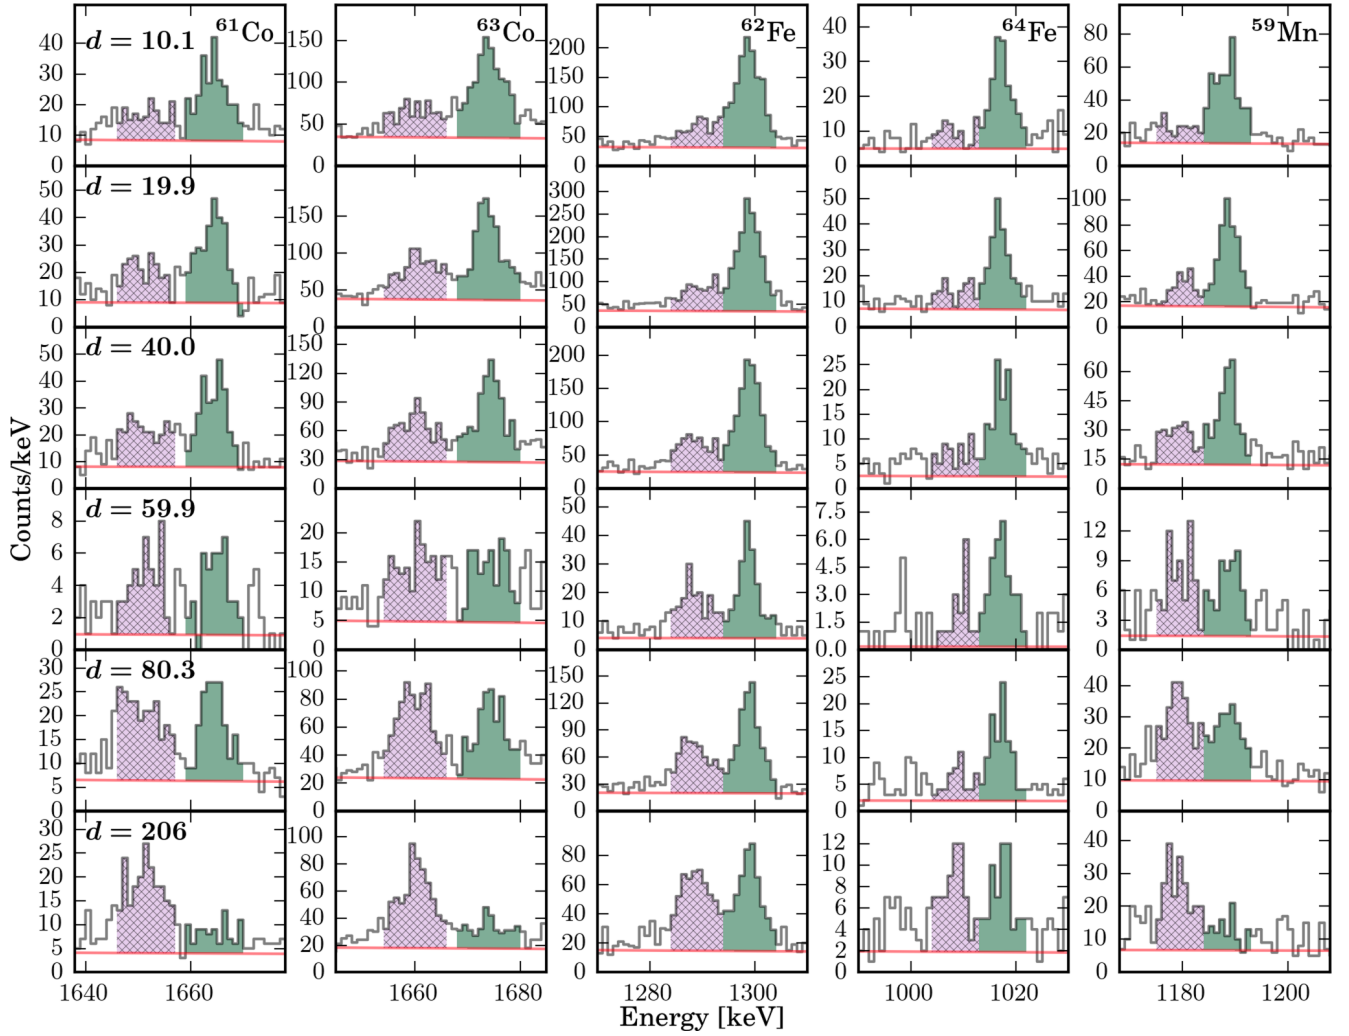 ⁶¹Co ⁶³Co ⁶²Fe ⁶⁴Fe ⁵⁹Mn
d = 10.1
40 30 20 10 0
150 100 50 0
200 150 100 50 0
40 30 20 10 0
80 60 40 20 0
d = 19.9
50 40 30 20 10 0
150 100 50 0
300 250 200 150 100 50 0
50 40 30 20 10 0
100 80 60 40 20 0
d = 40.0
50 40 30 20 10 0
150 120 90 60 30 0
200 150 100 50 0
25 20 15 10 5 0
60 45 30 15 0
d = 59.9
8 6 4 2 0
20 15 10 5 0
50 40 30 20 10 0
7.5 6.0 4.5 3.0 1.5 0.0
12 9 6 3 0
d = 80.3
30 25 20 15 10 5 0
100 80 60 40 20 0
150 120 90 60 30 0
25 20 15 10 5 0
40 30 20 10 0
d = 206
30 25 20 15 10 5 0
100 80 60 40 20 0
80 60 40 20 0
12 10 8 6 4 2 0
40 30 20 10 0
1640 1660 1660 1680 1280 1300 1000 1020 1180 1200
Counts/keV
Energy [keV]